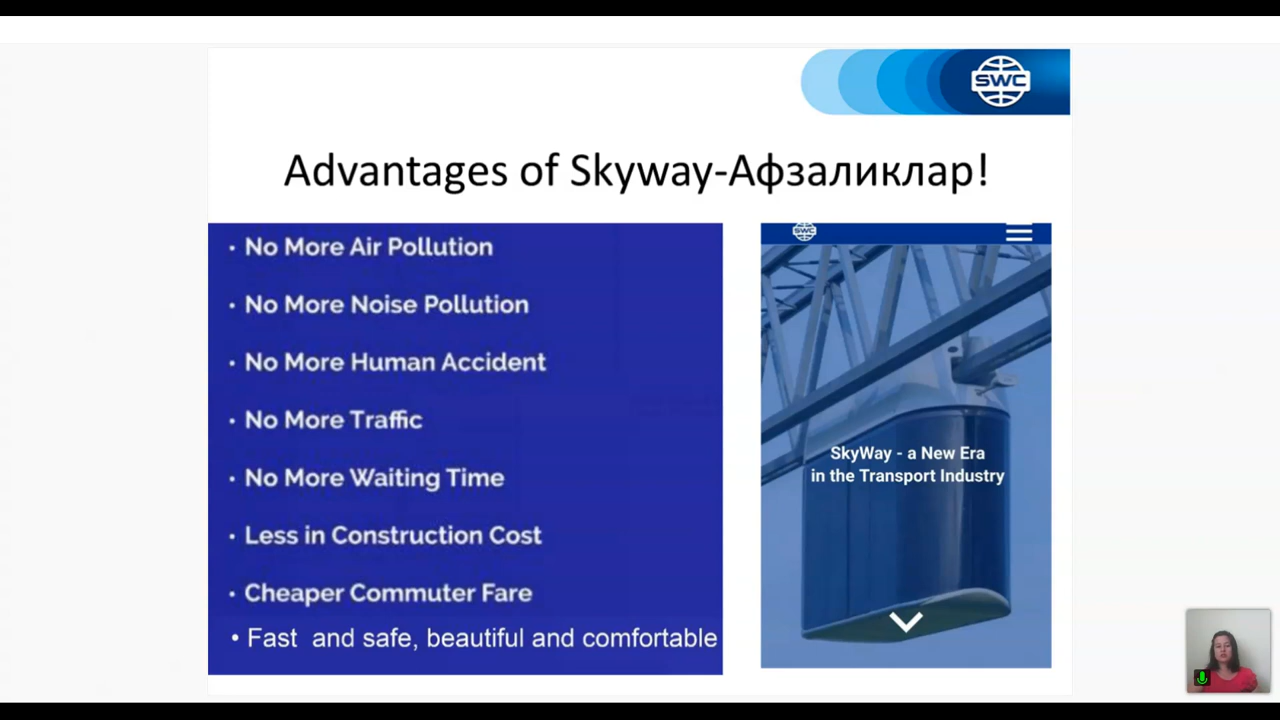 SWC
Advantages of Skyway-Афзаликлар!
• No More Air Pollution
• No More Noise Pollution
• No More Human Accident
• No More Traffic
• No More Waiting Time
• Less in Construction Cost
• Cheaper Commuter Fare
• Fast and safe, beautiful and comfortable
SWC
SkyWay - a New Era
in the Transport Industry